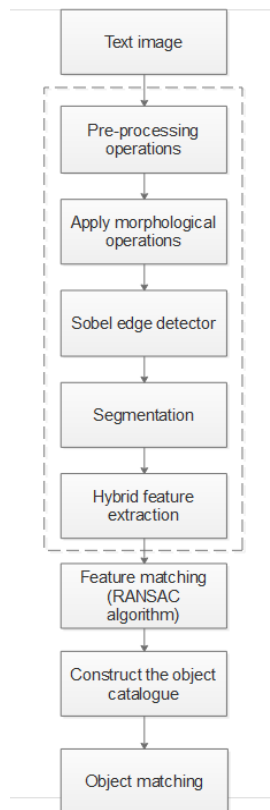 Text image
Pre-processing
operations
Apply morphological
operations
Sobel edge detector
Segmentation
Hybrid feature
extraction
Feature matching
(RANSAC
algorithm)
Construct the object
catalogue
Object matching